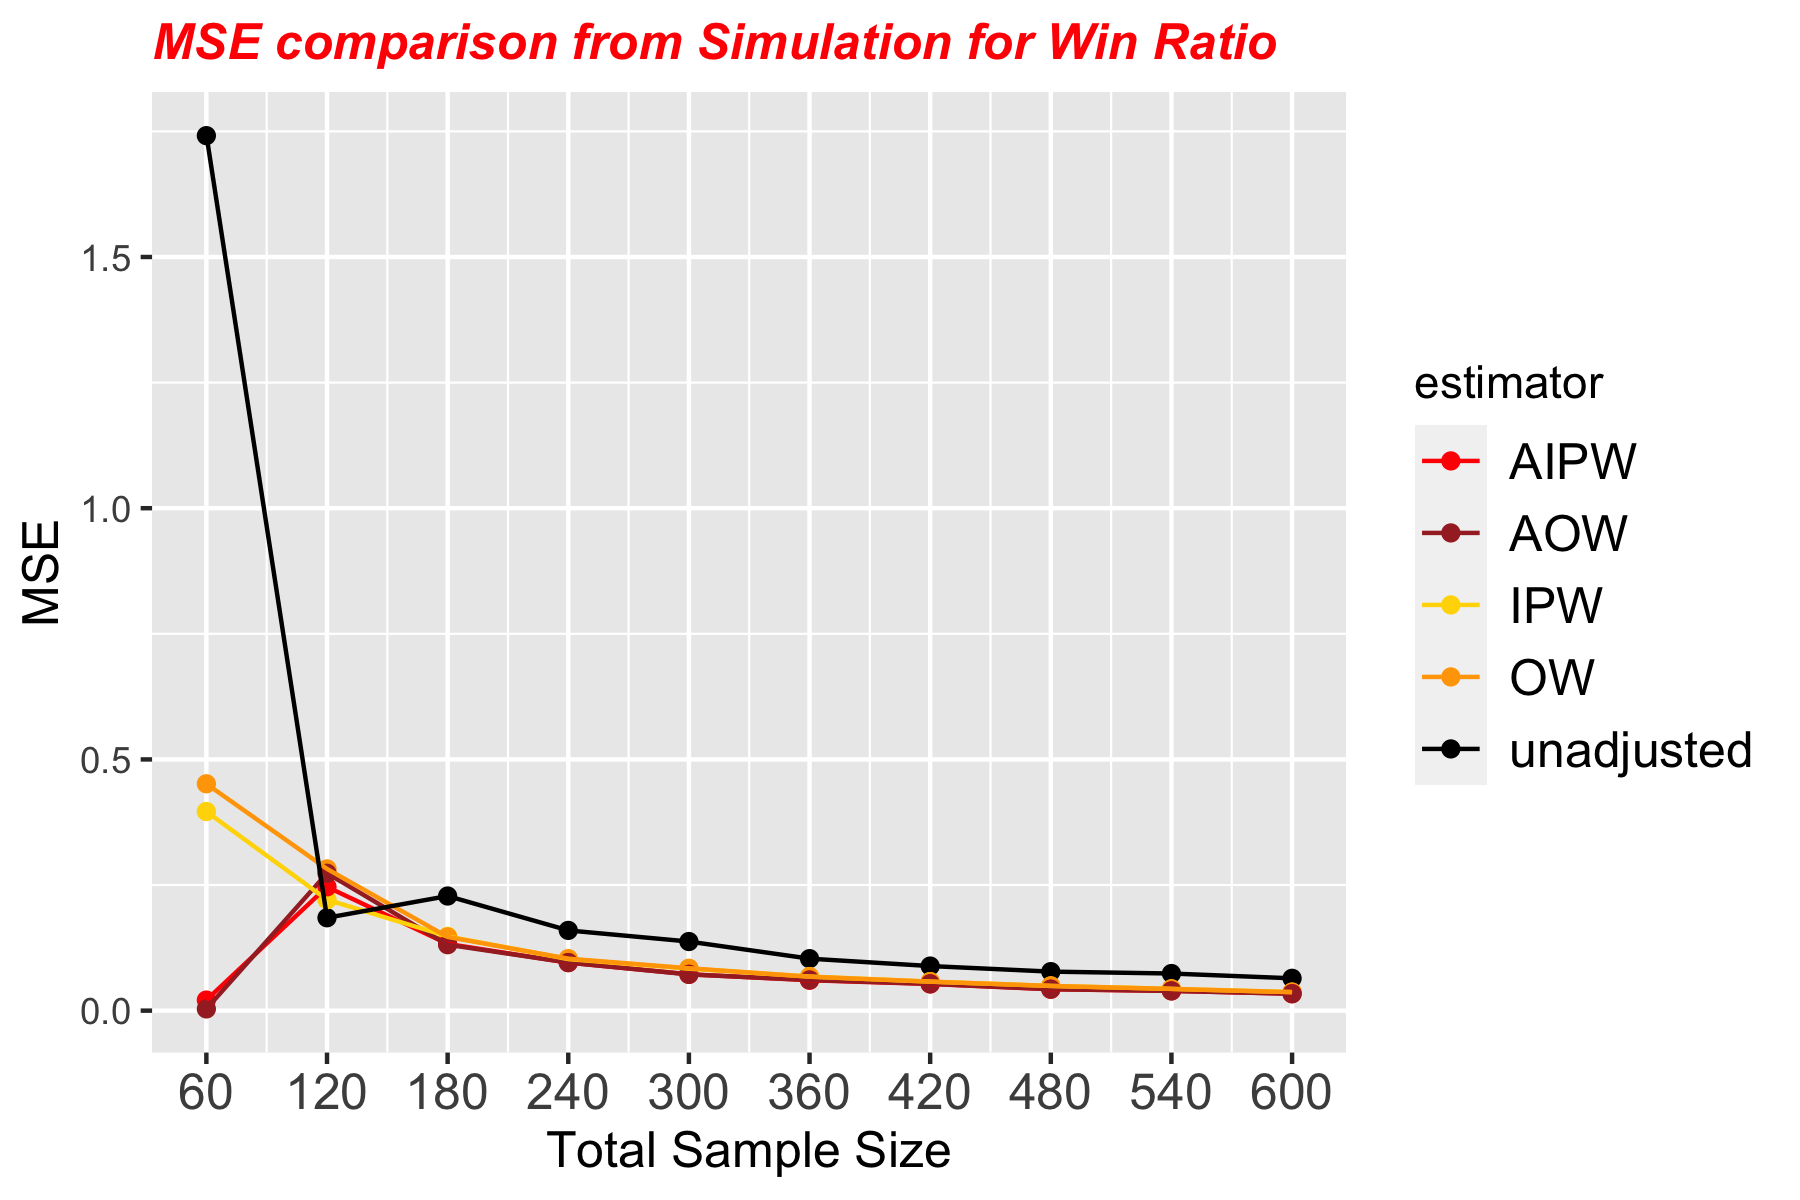 MSE comparison from Simulation for Win Ratio
MSE
1.5
1.0
0.5
0.0
60 120 180 240 300 360 420 480 540 600
Total Sample Size
estimator
AIPW
AOW
IPW
OW
unadjusted